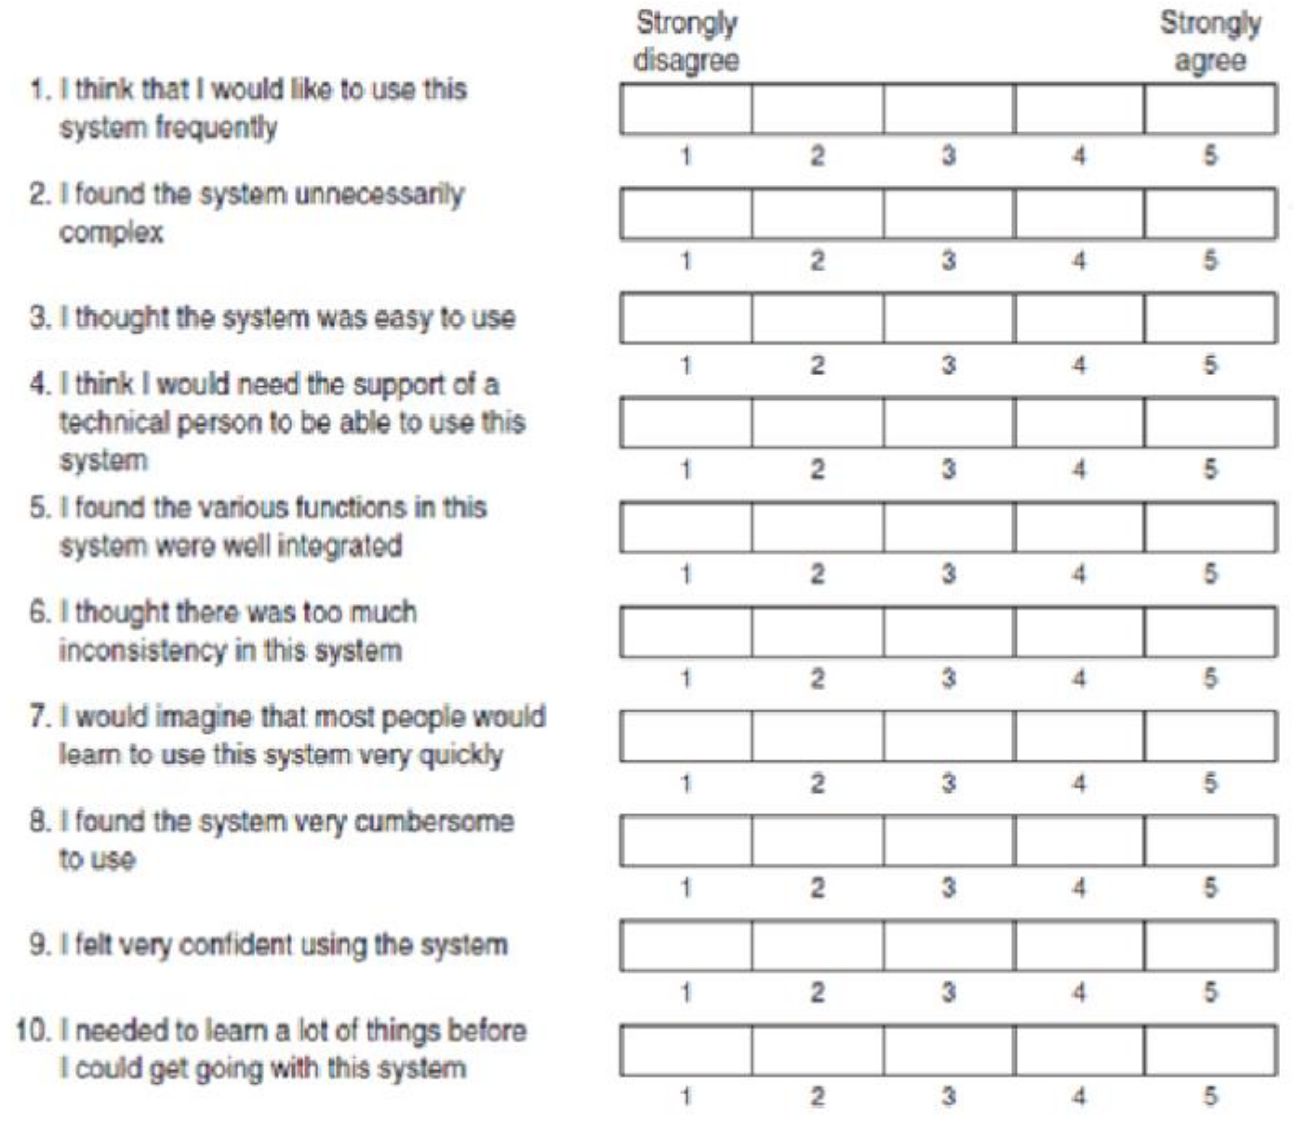 Strongly disagree
Strongly agree
1. I think that I would like to use this
system frequently
1 2 3 4 5
2. I found the system unnecessarily
complex
1 2 3 4 5
3. I thought the system was easy to use
1 2 3 4 5
4. I think I would need the support of a
technical person to be able to use this
system
1 2 3 4 5
5. I found the various functions in this
system were well integrated
1 2 3 4 5
6. I thought there was too much
inconsistency in this system
1 2 3 4 5
7. I would imagine that most people would
learn to use this system very quickly
1 2 3 4 5
8. I found the system very cumbersome
to use
1 2 3 4 5
9. I felt very confident using the system
1 2 3 4 5
10. I needed to learn a lot of things before
I could get going with this system
1 2 3 4 5